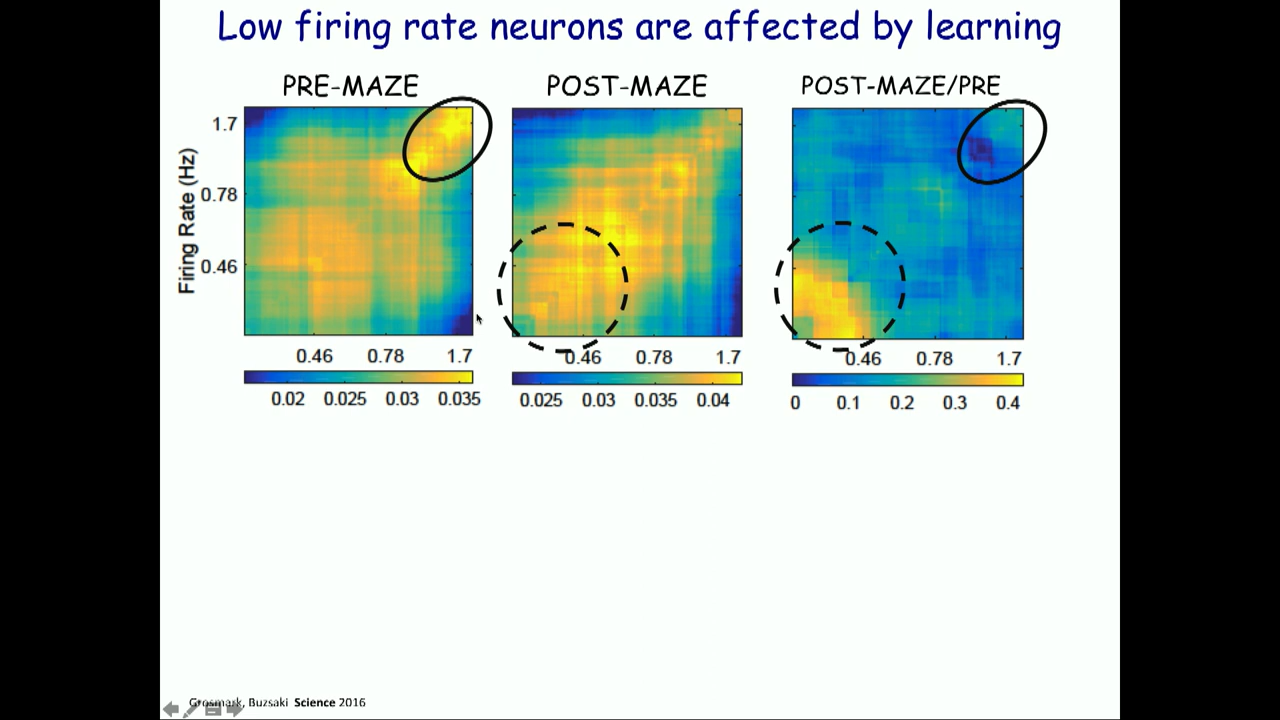 Low firing rate neurons are affected by learning
PRE-MAZE
POST-MAZE
POST-MAZE/PRE
Firing Rate (Hz)
1.7
0.78
0.46
0.46 0.78 1.7
0.46 0.78 1.7
0.46 0.78 1.7
0.02 0.025 0.03 0.035
0.025 0.03 0.035 0.04
0 0.1 0.2 0.3 0.4
Grosmark, Buzsaki Science 2016